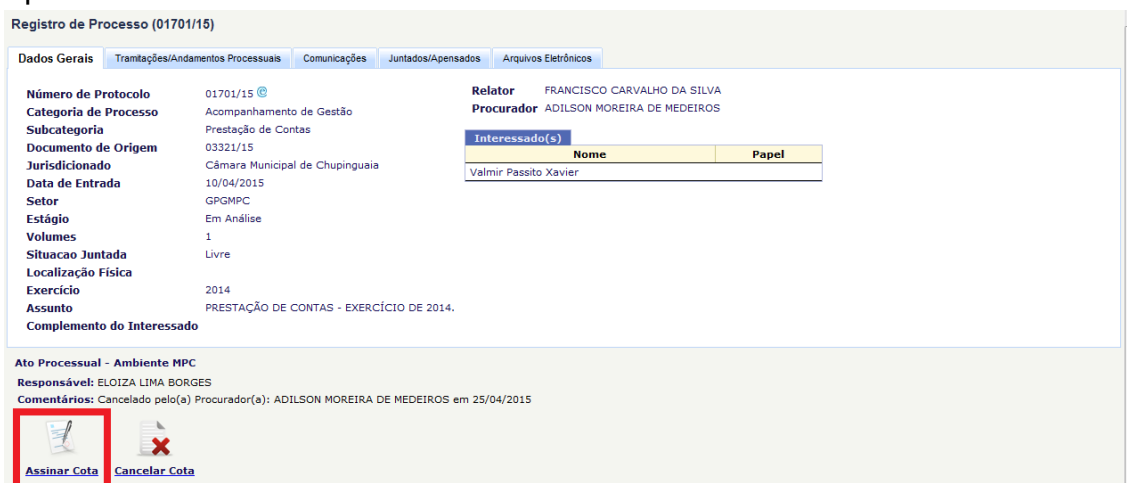 Registro de Processo (01701/15)
Dados Gerais Tramitações/Andamentos Processuais Comunicações Juntados/Apensados Arquivos Eletrônicos
Número de Protocolo 01701/15
Categoria de Processo Acompanhamento de Gestão
Subcategoria Prestação de Contas
Documento de Origem 03321/15
Jurisdicionado Câmara Municipal de Chupinguaia
Data de Entrada 10/04/2015
Setor GPGMPC
Estágio Em Análise
Volumes 1
Situacao Juntada Livre
Localização Física
Exercício 2014
Assunto PRESTAÇÃO DE CONTAS - EXERCÍCIO DE 2014.
Complemento do Interessado
Relator FRANCISCO CARVALHO DA SILVA
Procurador ADILSON MOREIRA DE MEDEIROS
Interessado(s)
Nome Papel
Valmir Passito Xavier
Ato Processual - Ambiente MPC
Responsável: ELOIZA LIMA BORGES
Comentários: Cancelado pelo(a) Procurador(a): ADILSON MOREIRA DE MEDEIROS em 25/04/2015
Assinar Cota Cancelar Cota